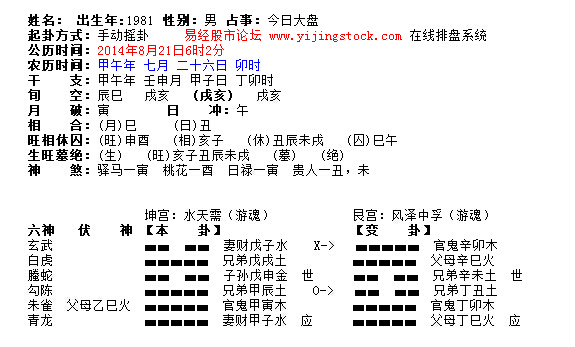 姓名： 出生年:1981 性别：男 占事：今日大盘
起卦方式：手动摇卦 易经股市论坛 www.yijingstock.com 在线排盘系统
公历时间：2014年8月21日6时2分
农历时间：甲午年 七月 二十六日 卯时
干 支：甲午年 壬申月 甲子日 丁卯时
旬 空：辰巳 戌亥 (戌亥) 戌亥
月 破：寅 日 冲：午
相 合：(月)巳 (日)丑
旺相休囚：(旺)申酉 (相)亥子 (休)丑辰未戌 (囚)巳午
生旺墓绝：(生) (旺)亥子丑辰未戌 (墓) (绝)
神 煞：驿马—寅 桃花—酉 日禄—寅 贵人—丑，未
坤宫：水天需（游魂） 艮宫：风泽中孚（游魂）
六神 伏 神 【本 卦】 【变 卦】
玄武 妻财戊子水 X-> 官鬼辛卯木
白虎 兄弟戊戌土 父母辛巳火
螣蛇 子孙戊申金 世 兄弟辛未土 世
勾陈 兄弟甲辰土 O-> 兄弟丁丑土
朱雀 父母乙巳火 官鬼甲寅木 官鬼丁卯木
青龙 妻财甲子水 应 父母丁巳火 应